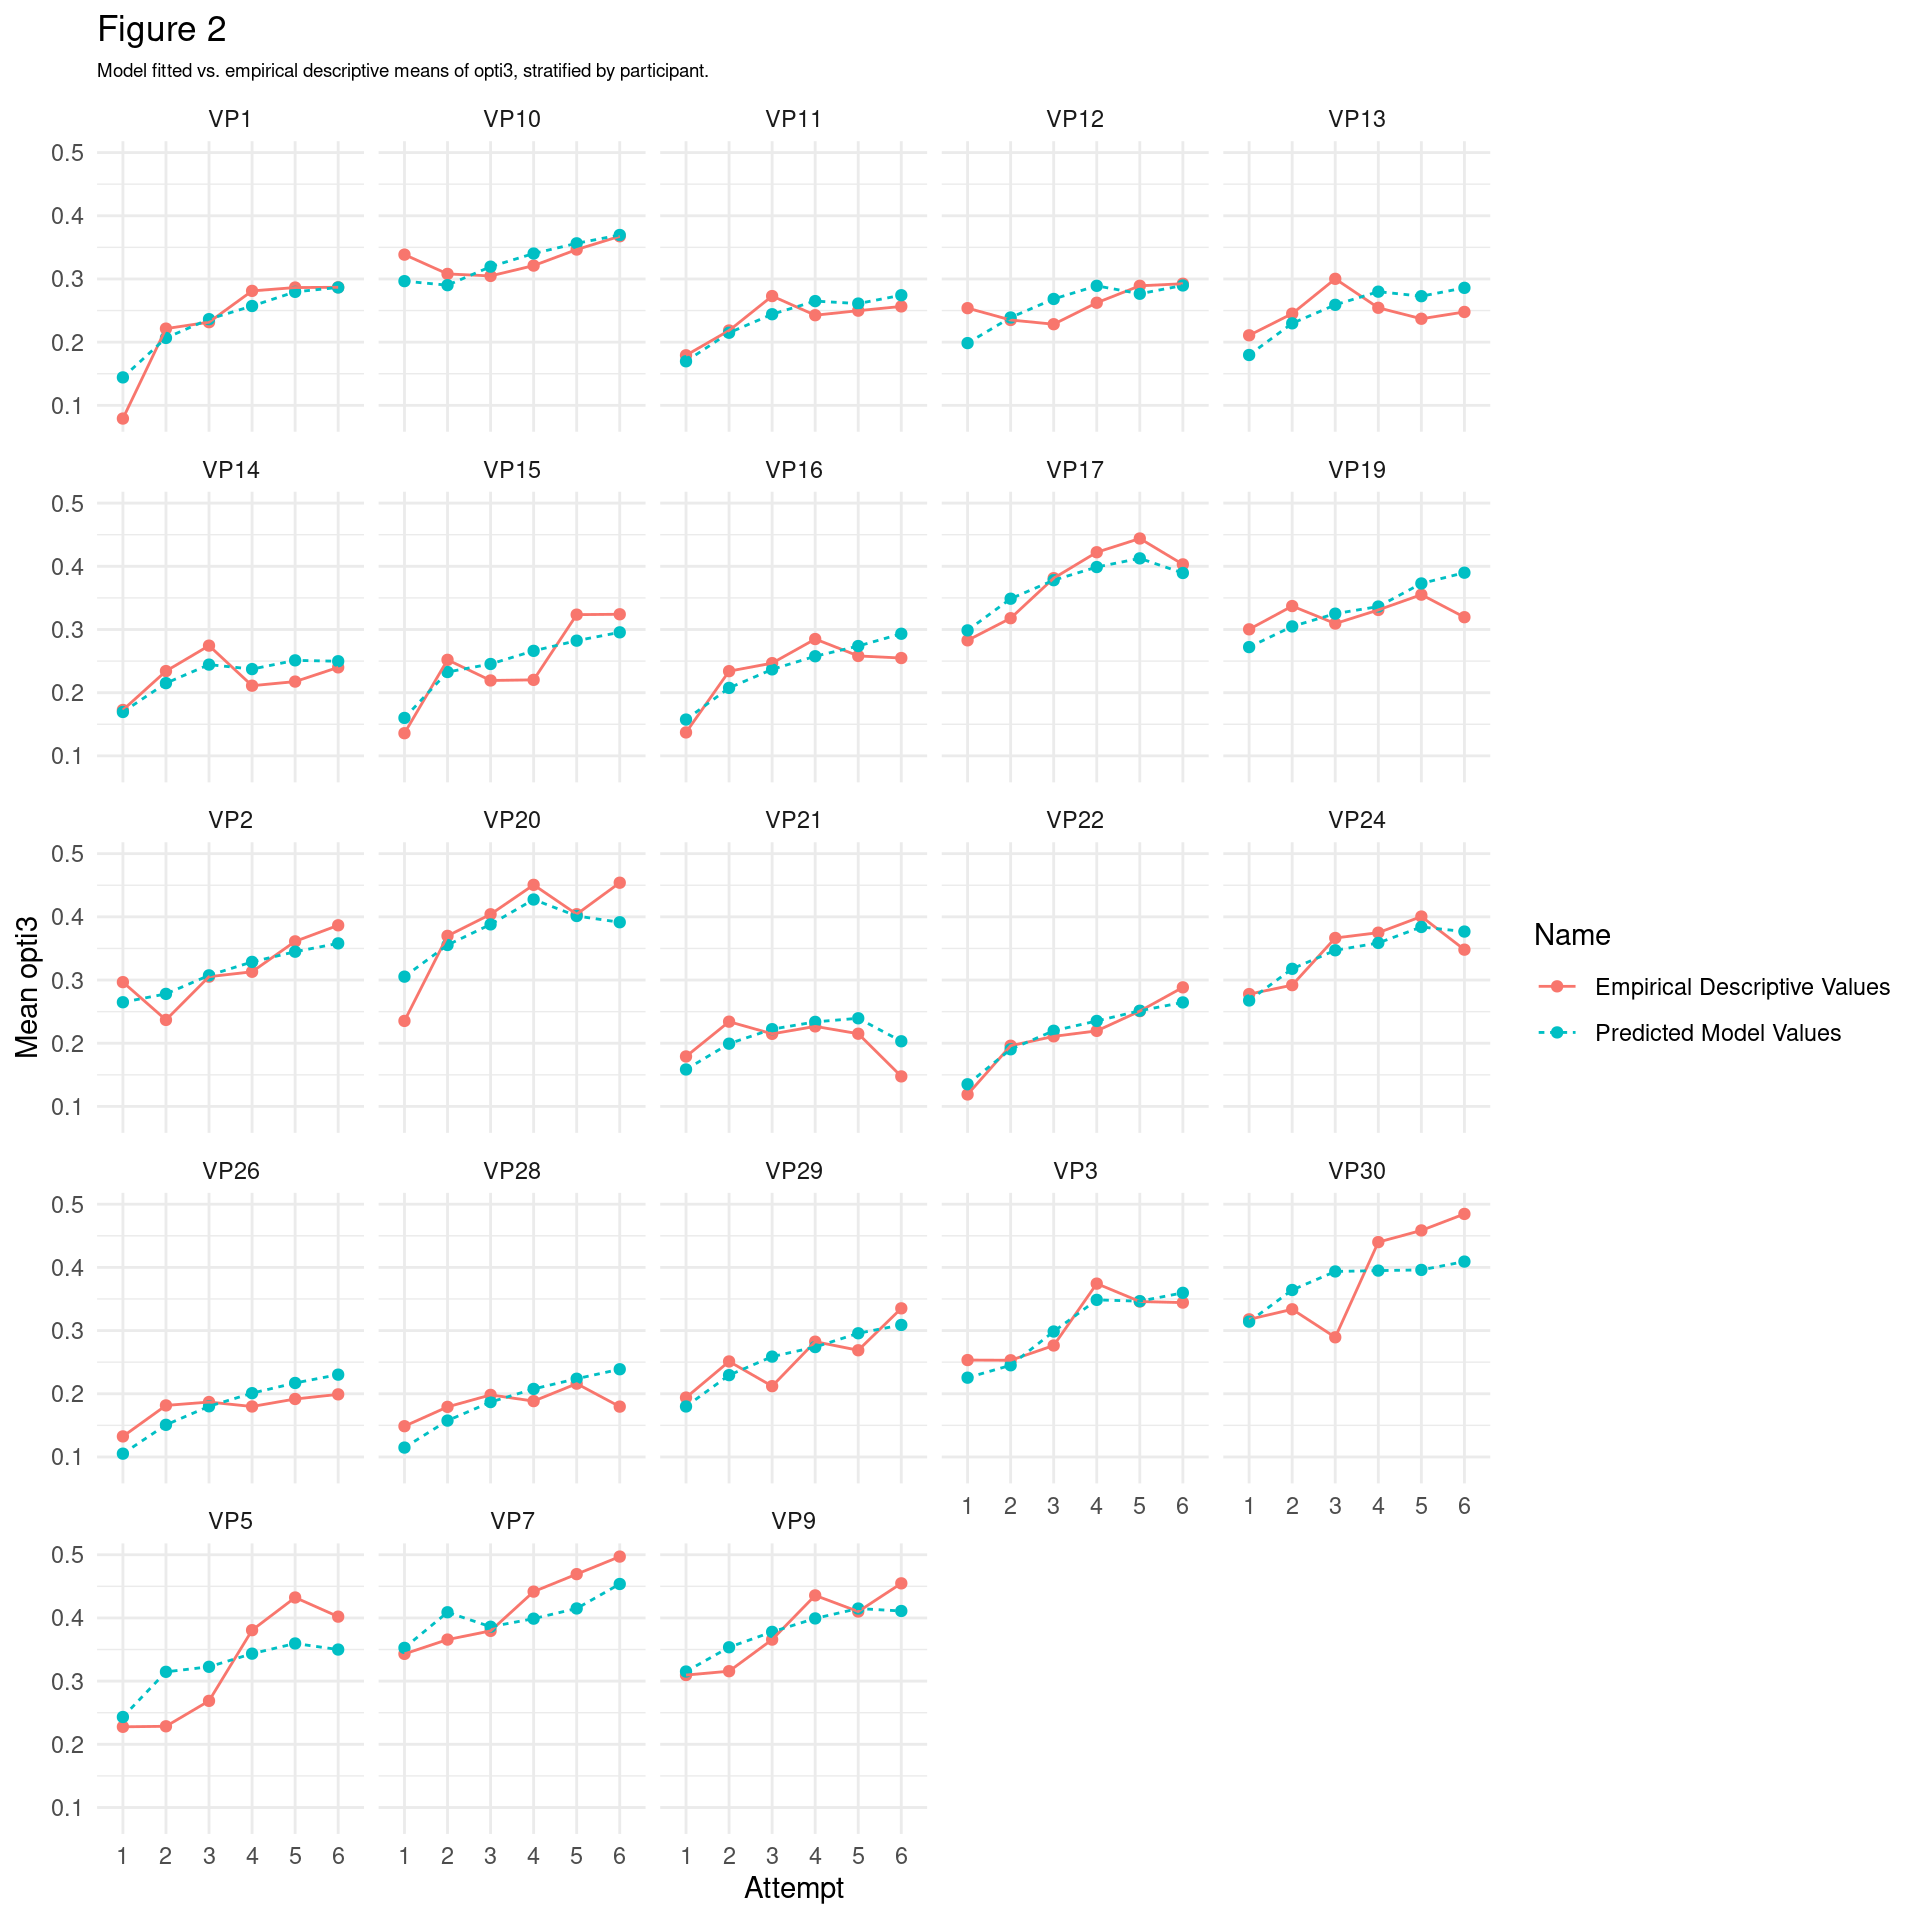 Figure 2
Model fitted vs. empirical descriptive means of opti3, stratified by participant.
VP1 VP10 VP11 VP12 VP13
0.5
0.4
0.3
0.2
0.1
VP14 VP15 VP16 VP17 VP19
0.5
0.4
0.3
0.2
0.1
VP2 VP20 VP21 VP22 VP24
0.5
0.4
0.3
0.2
0.1
Mean opti3
Name
Empirical Descriptive Values
Predicted Model Values
VP26 VP28 VP29 VP3 VP30
0.5
0.4
0.3
0.2
0.1
1 2 3 4 5 6 1 2 3 4 5 6
VP5 VP7 VP9
0.5
0.4
0.3
0.2
0.1
1 2 3 4 5 6 1 2 3 4 5 6 1 2 3 4 5 6
Attempt